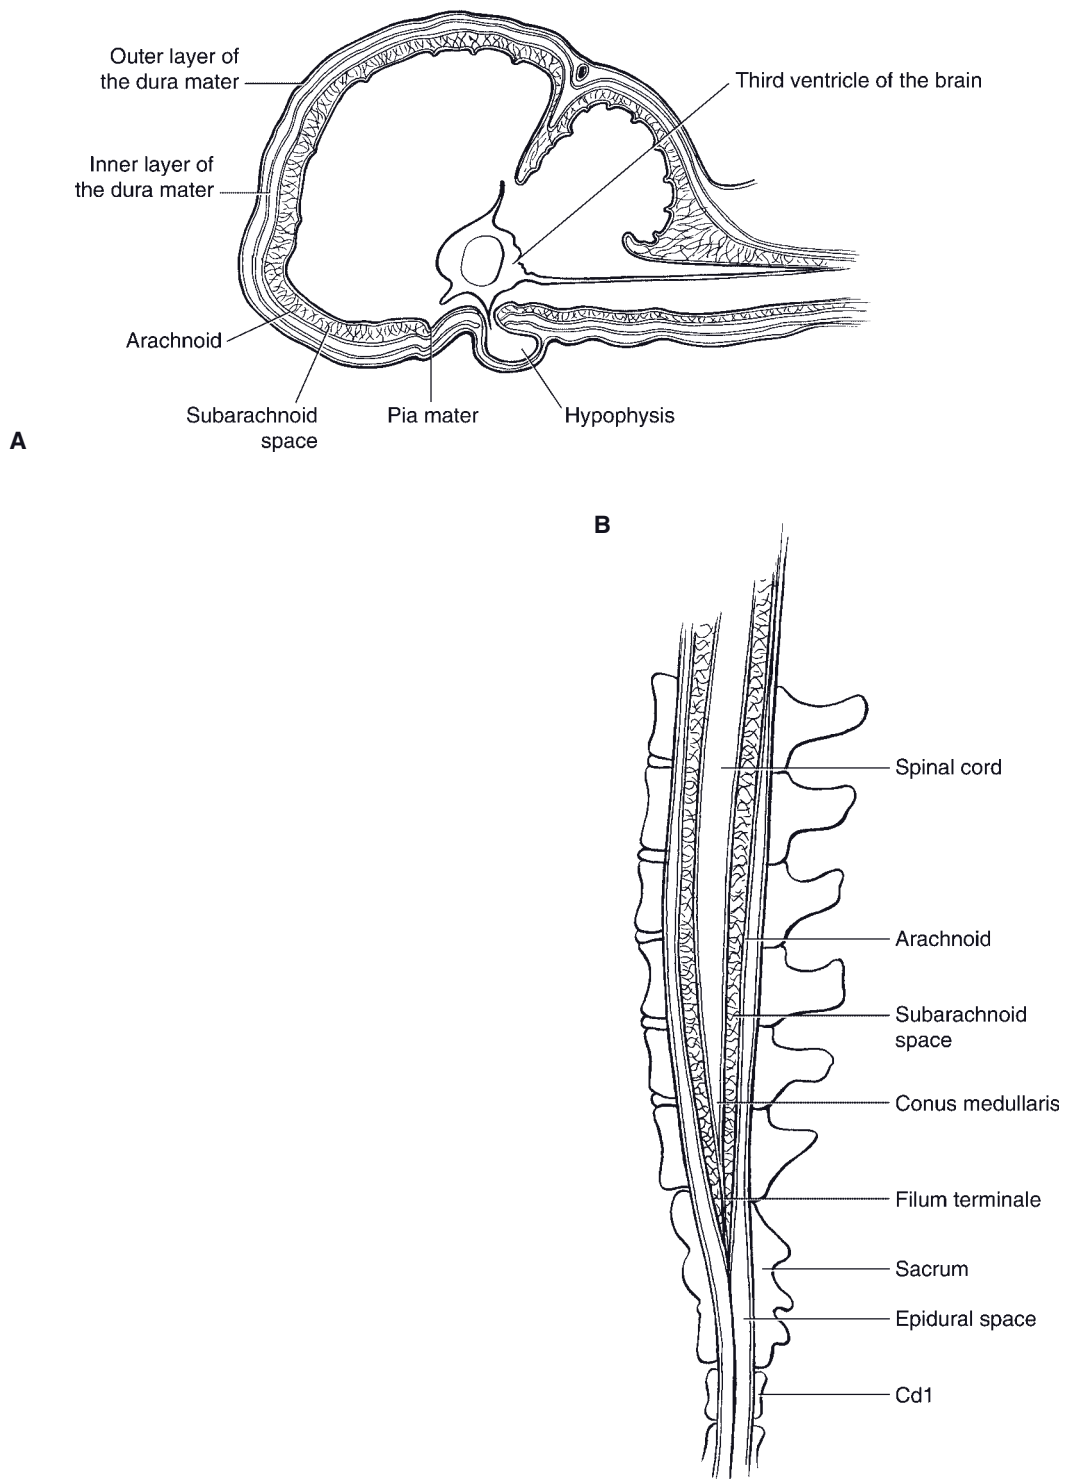 Outer layer of
the dura mater
Third ventricle of the brain
Inner layer of
the dura mater
Arachnoid
Subarachnoid
space
Pia mater
Hypophysis
A
B
Spinal cord
Arachnoid
Subarachnoid
space
Conus medullaris
Filum terminale
Sacrum
Epidural space
Cd1